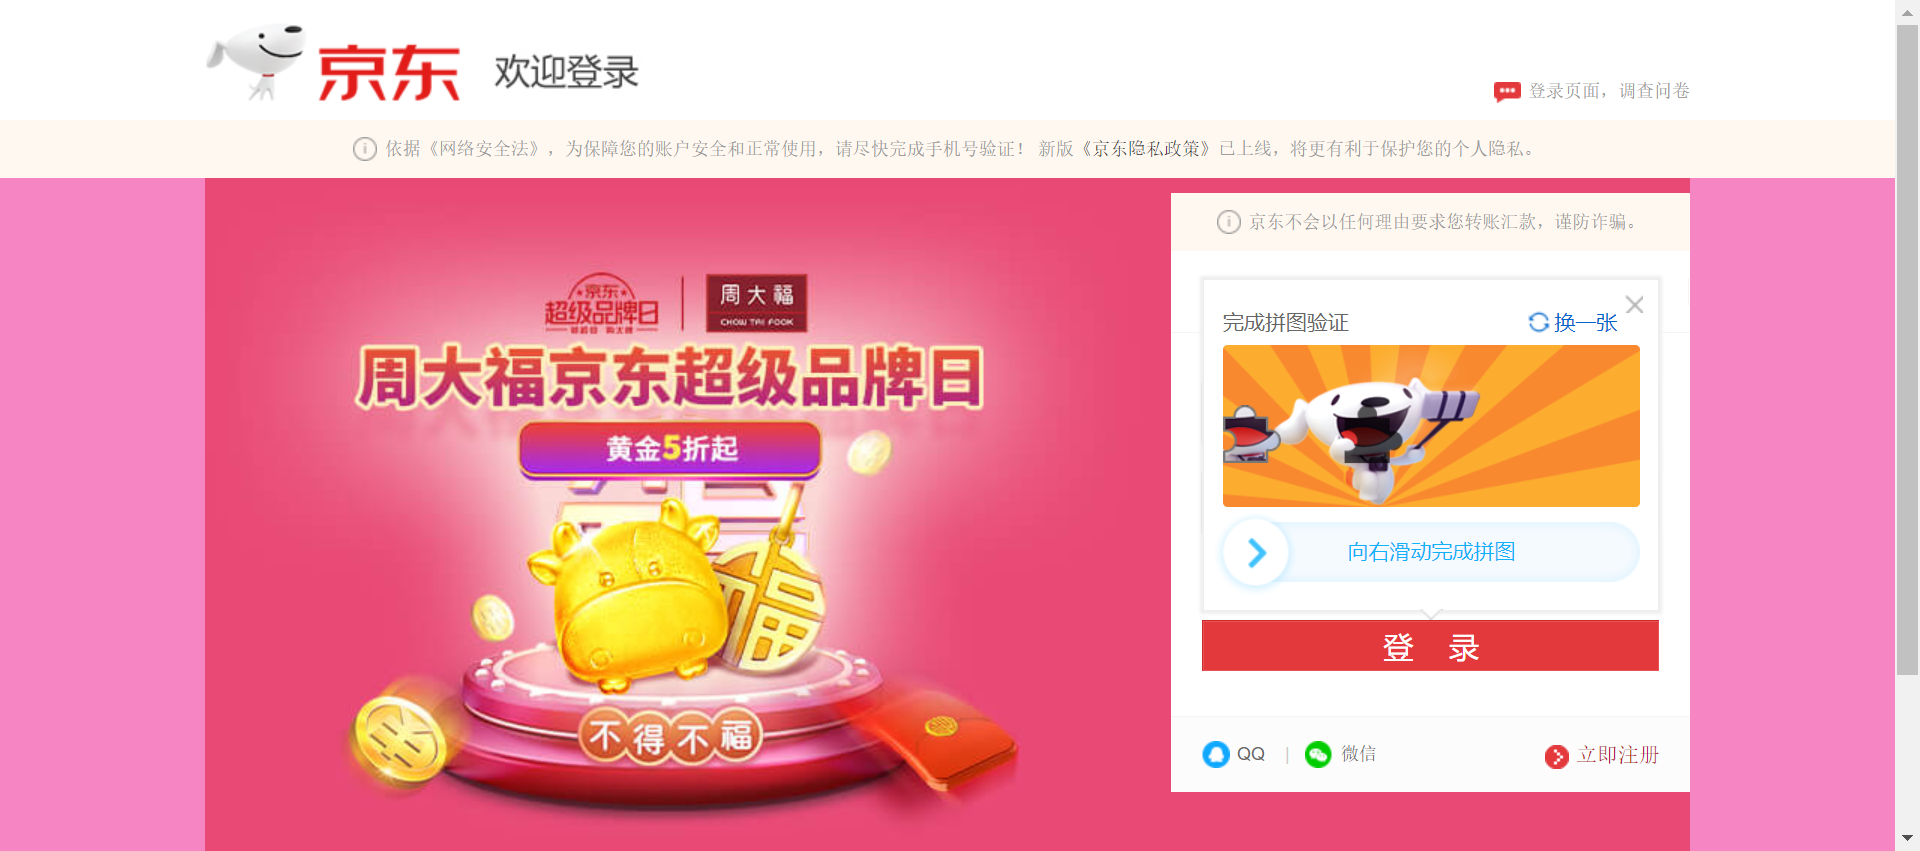 京东
欢迎登录
登录页面，调查问卷
依据《网络安全法》，为保障您的账户安全和正常使用，请尽快完成手机号验证！ 新版《京东隐私政策》已上线，将更有利于保护您的个人隐私。
京东不会以任何理由要求您转账汇款，谨防诈骗。
京东
超级品牌日
周大福
CHOW TAI FOOK
周大福京东超级品牌日
黄金5折起
福
不得不福
完成拼图验证
换一张
向右滑动完成拼图
登 录
QQ | 微信
立即注册